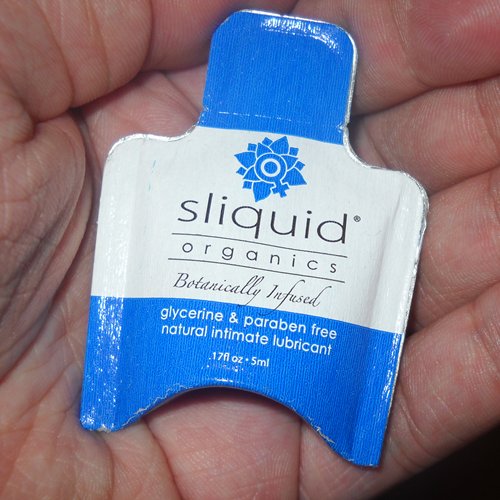 sliquid®
organics
Botanically Infused
glycerine & paraben free
natural intimate lubricant
.17fl oz • 5ml